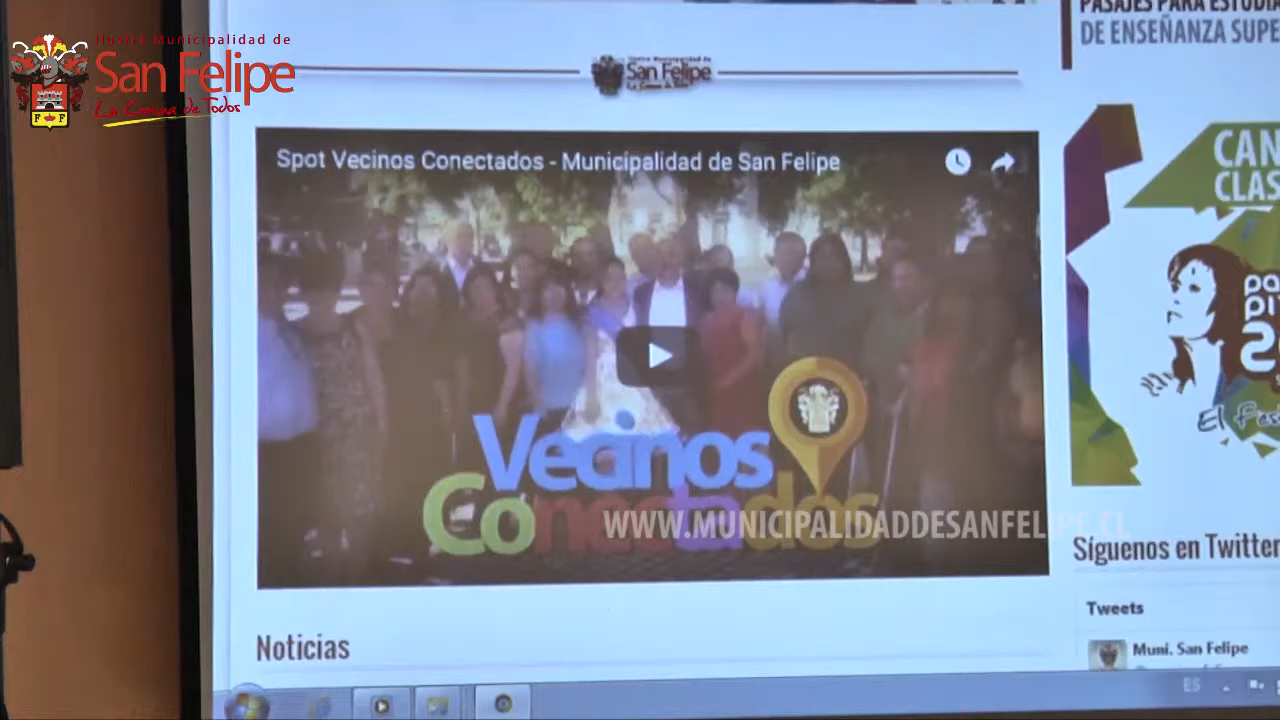 Ilustre Municipalidad de
San Felipe
La Comuna de Todos
F F
San Felipe
PASAJES PARA ESTUDIA
DE ENSEÑANZA SUPE
Spot Vecinos Conectados - Municipalidad de San Felipe
Vecinos
Conectados
WWW.MUNICIPALIDADDESANFELIPE.CL
CAN
CLAS
El Fes
Síguenos en Twitter
Tweets
Muni. San Felipe
Noticias
ES